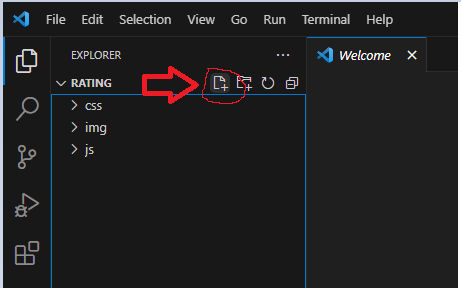 File Edit Selection View Go Run Terminal Help
EXPLORER
Welcome
RATING
css
img
js